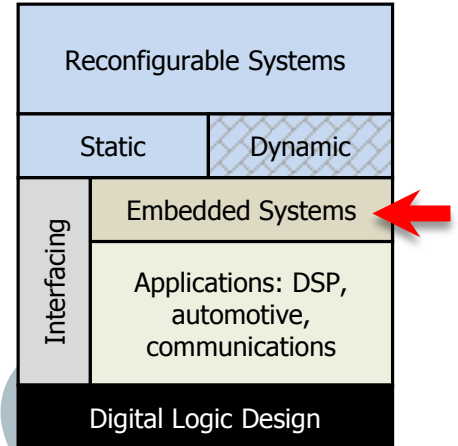 Reconfigurable Systems
Static
Dynamic
Embedded Systems
Interfacing
Applications: DSP,
automotive,
communications
Digital Logic Design